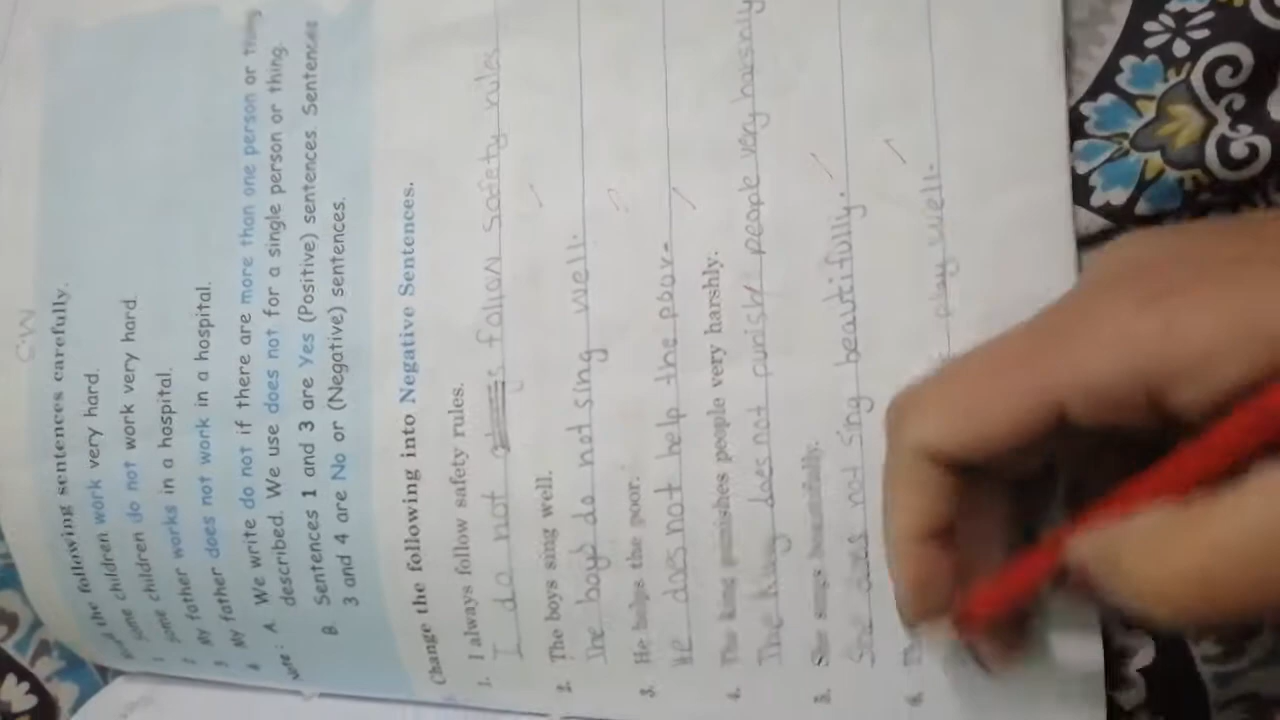 C.W
the following sentences carefully.
1 Some children work very hard.
2 Some children do not work very hard.
3 My father works in a hospital.
4 My father does not work in a hospital.
Note : A. We write do not if there are more than one person or thing
described. We use does not for a single person or thing.
B. Sentences 1 and 3 are Yes (Positive) sentences. Sentences
3 and 4 are No or (Negative) sentences.
Change the following into Negative Sentences.
1. I always follow safety rules.
I do not follow safety rules
2. The boys sing well.
The boys do not sing well.
3. He helps the poor.
He does not help the poor.
4. The king punishes people very harshly.
The king does not punish people very harshly
5. She sings beautifully.
She does not sing beautifully.
6.
play well.